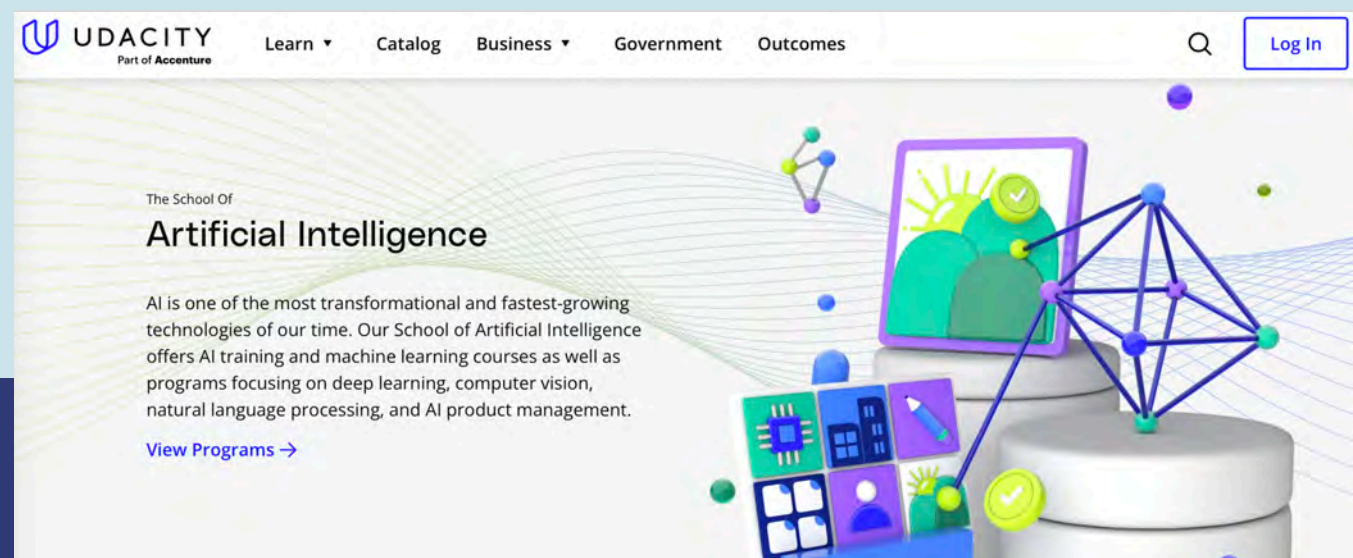 UDACITY
Part of Accenture
Learn ▼ Catalog Business ▼ Government Outcomes Log In
The School Of
Artificial Intelligence
AI is one of the most transformational and fastest-growing
technologies of our time. Our School of Artificial Intelligence
offers AI training and machine learning courses as well as
programs focusing on deep learning, computer vision,
natural language processing, and AI product management.
View Programs →